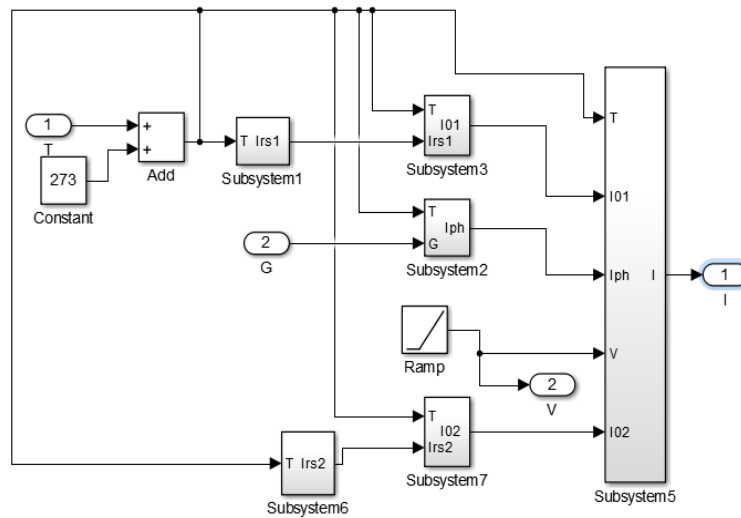 T
1
+
+
T
273
Constant
Add
T Irs1
Subsystem1
T
I01
Irs1
Subsystem3
I01
T
Iph
G
Subsystem2
2
G
Iph
I
1
I
Ramp
V
2
V
T
I02
Irs2
Subsystem7
I02
T Irs2
Subsystem6
Subsystem5